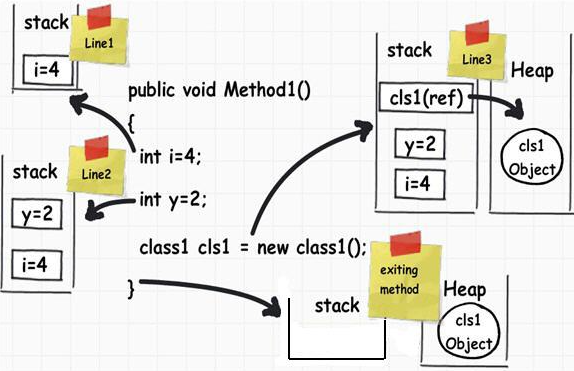 stack
Line1
i=4
public void Method1()
{
int i=4;
int y=2;
class1 cls1 = new class1();
}
stack
Line2
y=2
i=4
stack
Line3
Heap
cls1(ref)
y=2
i=4
cls1
Object
exiting
method
stack
Heap
cls1
Object